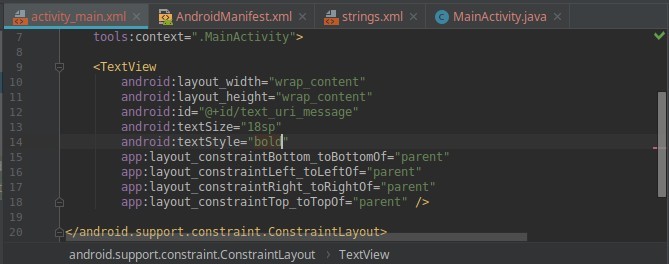 activity_main.xml AndroidManifest.xml strings.xml MainActivity.java
7 tools:context=".MainActivity">
8
9 <TextView
10 android:layout_width="wrap_content"
11 android:layout_height="wrap_content"
12 android:id="@+id/text_uri_message"
13 android:textSize="18sp"
14 android:textStyle="bold"
15 app:layout_constraintBottom_toBottomOf="parent"
16 app:layout_constraintLeft_toLeftOf="parent"
17 app:layout_constraintRight_toRightOf="parent"
18 app:layout_constraintTop_toTopOf="parent" />
19
20 </android.support.constraint.ConstraintLayout>
android.support.constraint.ConstraintLayout > TextView